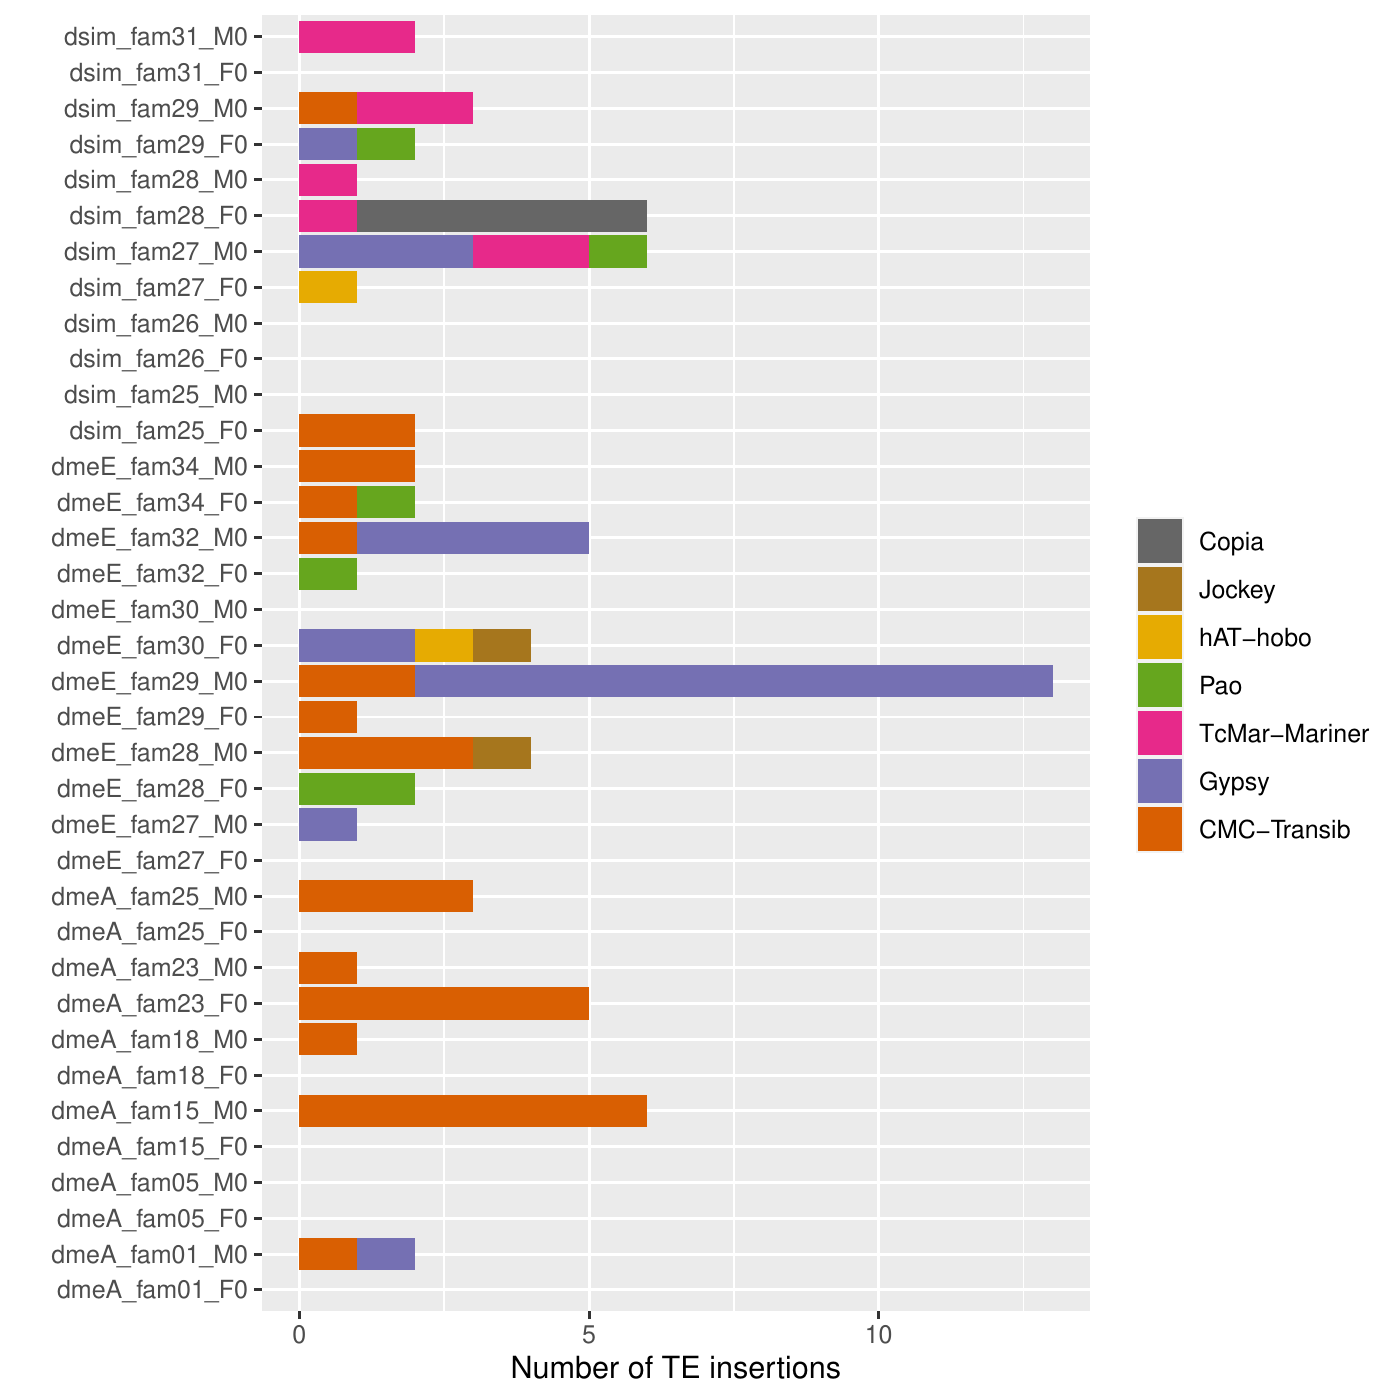 dsim_fam31_M0
dsim_fam31_F0
dsim_fam29_M0
dsim_fam29_F0
dsim_fam28_M0
dsim_fam28_F0
dsim_fam27_M0
dsim_fam27_F0
dsim_fam26_M0
dsim_fam26_F0
dsim_fam25_M0
dsim_fam25_F0
dmeE_fam34_M0
dmeE_fam34_F0
dmeE_fam32_M0
dmeE_fam32_F0
dmeE_fam30_M0
dmeE_fam30_F0
dmeE_fam29_M0
dmeE_fam29_F0
dmeE_fam28_M0
dmeE_fam28_F0
dmeE_fam27_M0
dmeE_fam27_F0
dmeA_fam25_M0
dmeA_fam25_F0
dmeA_fam23_M0
dmeA_fam23_F0
dmeA_fam18_M0
dmeA_fam18_F0
dmeA_fam15_M0
dmeA_fam15_F0
dmeA_fam05_M0
dmeA_fam05_F0
dmeA_fam01_M0
dmeA_fam01_F0
0 5 10
Number of TE insertions
Copia
Jockey
hAT−hobo
Pao
TcMar−Mariner
Gypsy
CMC−Transib